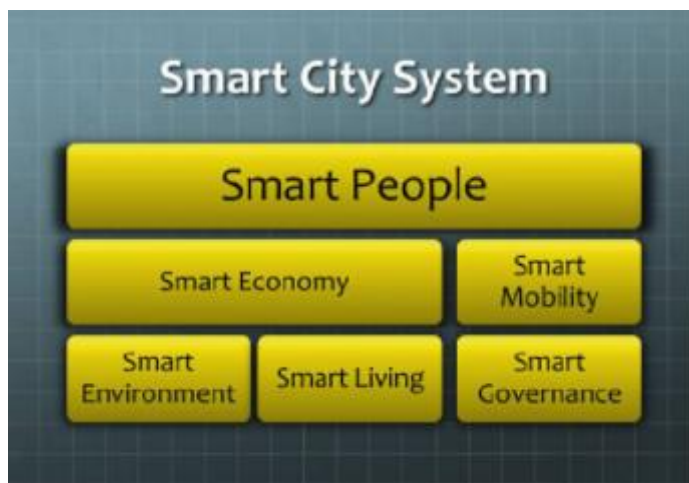 Smart City System
Smart People
Smart Economy
Smart
Mobility
Smart
Environment
Smart Living
Smart
Governance